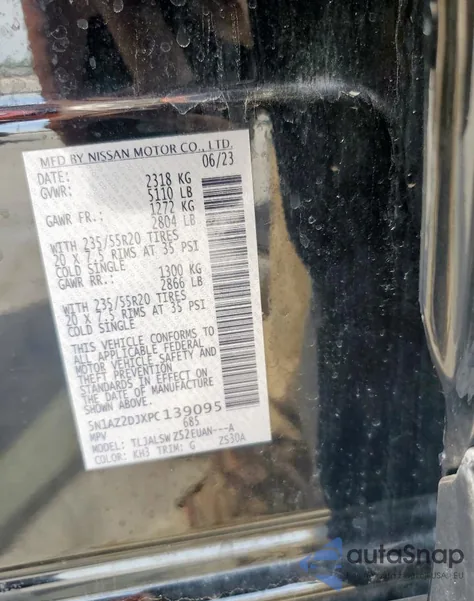 MFD BY NISSAN MOTOR CO., LTD.
DATE: 06/23
GVWR: 2318 KG
5110 LB
GAWR FR.: 1272 KG
2804 LB
WITH 235/55R20 TIRES
20 X 7.5 RIMS AT 35 PSI
COLD SINGLE
GAWR RR.: 1300 KG
2866 LB
WITH 235/55R20 TIRES
20 X 7.5 RIMS AT 35 PSI
COLD SINGLE
THIS VEHICLE CONFORMS TO
ALL APPLICABLE FEDERAL
MOTOR VEHICLE SAFETY AND
THEFT PREVENTION
STANDARDS IN EFFECT ON
THE DATE OF MANUFACTURE
SHOWN ABOVE.
5N1AZ2DJXPC139095
MPV 685
MODEL: TLJALSWZ52EUAN---A
COLOR: KH3 TRIM: G ZS30A
autoSnap